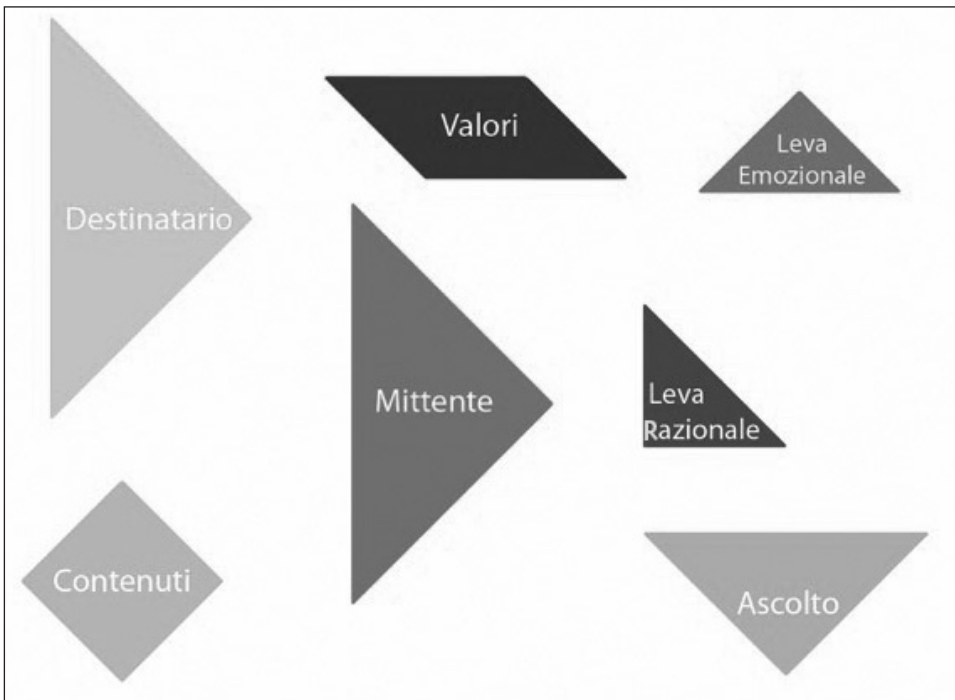 Valori
Leva
Emozionale
Destinatario
Mittente
Leva
Razionale
Contenuti
Ascolto